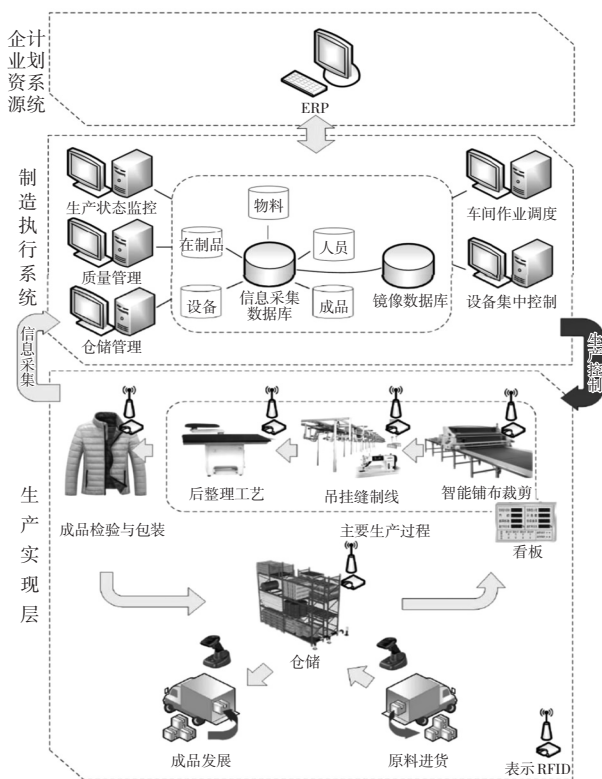 企业资源
计划系统
ERP
制造执行系统
生产状态监控
质量管理
仓储管理
物料
在制品
人员
设备
信息采集
数据库
成品
镜像数据库
车间作业调度
设备集中控制
信息采集
生产控制
生产实现层
成品检验与包装
后整理工艺
吊挂缝制线
智能铺布裁剪
主要生产过程
看板
仓储
成品发展
原料进货
表示RFID